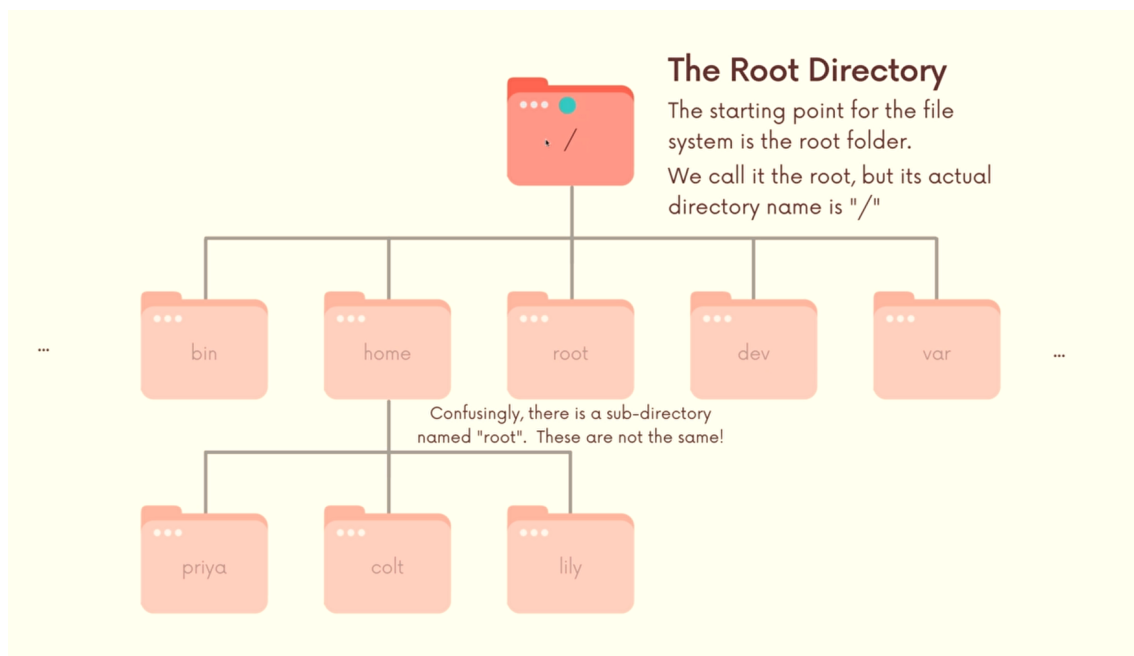 The Root Directory
/
The starting point for the file
system is the root folder.
We call it the root, but its actual
directory name is "/"
...
bin
home
root
dev
var
...
Confusingly, there is a sub-directory
named "root". These are not the same!
priya
colt
lily